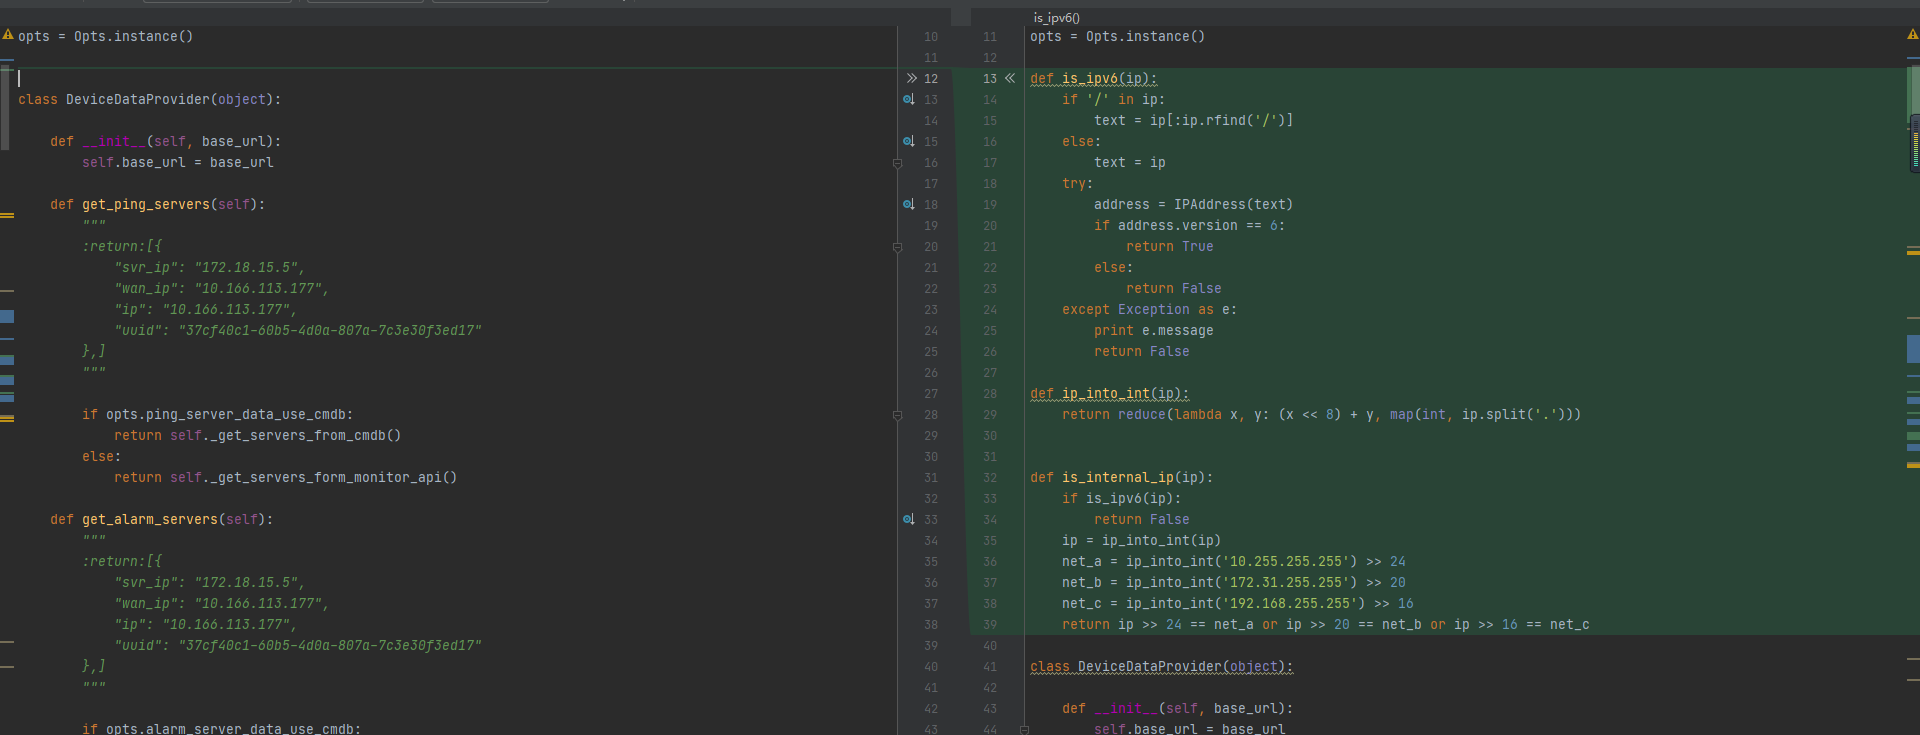 is_ipv6()
opts = Opts.instance()
class DeviceDataProvider(object):
def __init__(self, base_url):
self.base_url = base_url
def get_ping_servers(self):
"""
:return:[{
"svr_ip": "172.18.15.5",
"wan_ip": "10.166.113.177",
"ip": "10.166.113.177",
"uuid": "37cf40c1-60b5-4d0a-807a-7c3e30f3ed17"
},]
"""
if opts.ping_server_data_use_cmdb:
return self._get_servers_from_cmdb()
else:
return self._get_servers_form_monitor_api()
def get_alarm_servers(self):
"""
:return:[{
"svr_ip": "172.18.15.5",
"wan_ip": "10.166.113.177",
"ip": "10.166.113.177",
"uuid": "37cf40c1-60b5-4d0a-807a-7c3e30f3ed17"
},]
"""
if opts.alarm_server_data_use_cmdb:
10
11
12
13
14
15
16
17
18
19
20
21
22
23
24
25
26
27
28
29
30
31
32
33
34
35
36
37
38
39
40
41
42
43
11 opts = Opts.instance()
12
13 def is_ipv6(ip):
14 if '/' in ip:
15 text = ip[:ip.rfind('/')]
16 else:
17 text = ip
18 try:
19 address = IPAddress(text)
20 if address.version == 6:
21 return True
22 else:
23 return False
24 except Exception as e:
25 print e.message
26 return False
27
28 def ip_into_int(ip):
29 return reduce(lambda x, y: (x << 8) + y, map(int, ip.split('.')))
30
31
32 def is_internal_ip(ip):
33 if is_ipv6(ip):
34 return False
35 ip = ip_into_int(ip)
36 net_a = ip_into_int('10.255.255.255') >> 24
37 net_b = ip_into_int('172.31.255.255') >> 20
38 net_c = ip_into_int('192.168.255.255') >> 16
39 return ip >> 24 == net_a or ip >> 20 == net_b or ip >> 16 == net_c
40
41 class DeviceDataProvider(object):
42
43 def __init__(self, base_url):
44 self.base_url = base_url